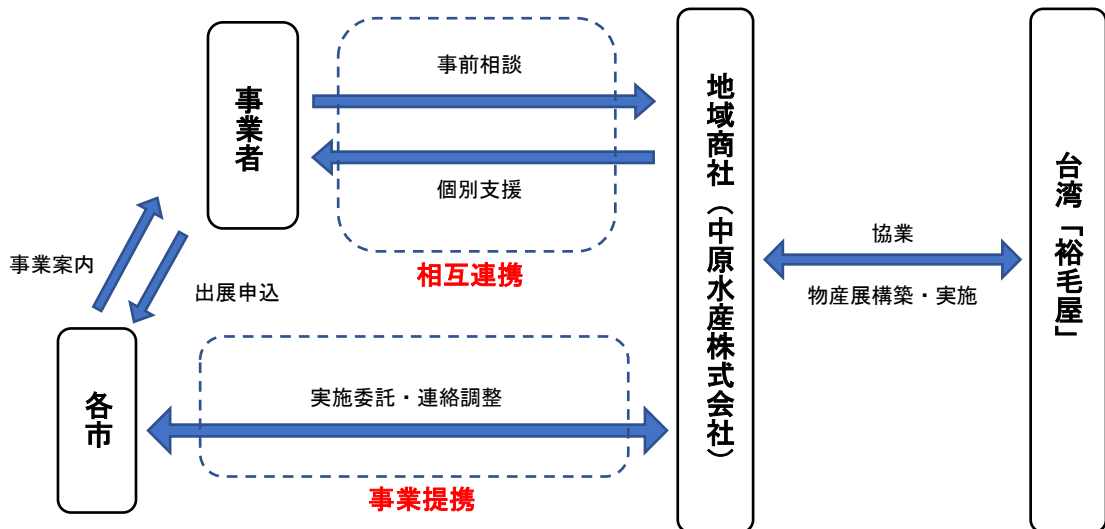 事業者
事前相談
個別支援
相互連携
事業案内
出展申込
各市
実施委託・連絡調整
事業提携
地域商社（中原水産株式会社）
協業
物産展構築・実施
台湾「裕毛屋」